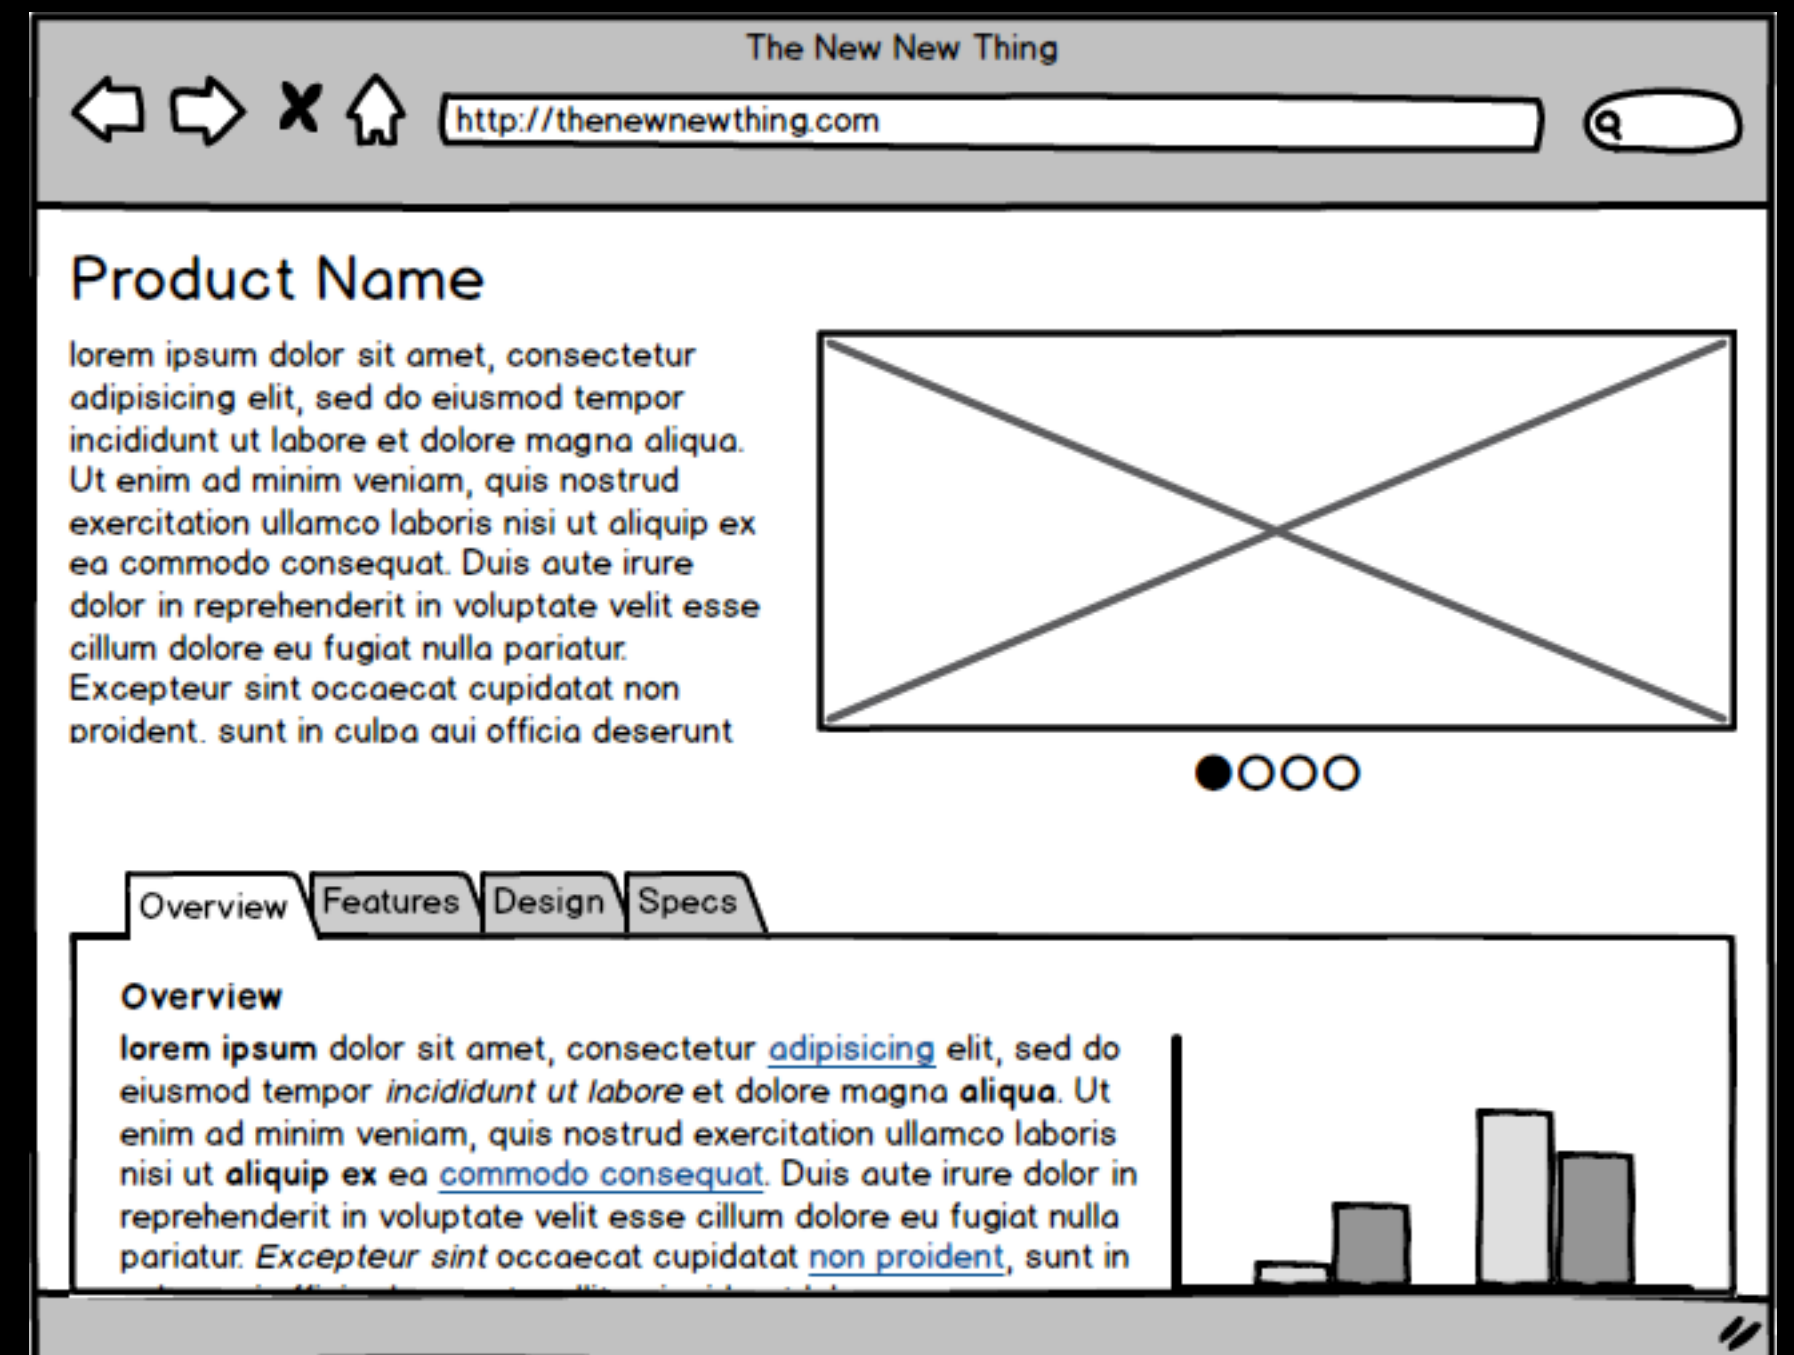 The New New Thing
http://thenewnewthing.com
Product Name
lorem ipsum dolor sit amet, consectetur
adipisicing elit, sed do eiusmod tempor
incididunt ut labore et dolore magna aliqua.
Ut enim ad minim veniam, quis nostrud
exercitation ullamco laboris nisi ut aliquip ex
ea commodo consequat. Duis aute irure
dolor in reprehenderit in voluptate velit esse
cillum dolore eu fugiat nulla pariatur.
Excepteur sint occaecat cupidatat non
proident, sunt in culpa qui officia deserunt
Overview
Features
Design
Specs
Overview
lorem ipsum dolor sit amet, consectetur adipisicing elit, sed do
eiusmod tempor incididunt ut labore et dolore magna aliqua. Ut
enim ad minim veniam, quis nostrud exercitation ullamco laboris
nisi ut aliquip ex ea commodo consequat. Duis aute irure dolor in
reprehenderit in voluptate velit esse cillum dolore eu fugiat nulla
pariatur. Excepteur sint occaecat cupidatat non proident, sunt in